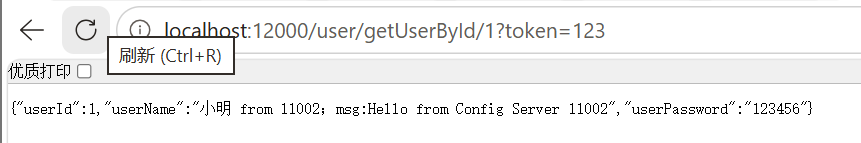 localhost:12000/user/getUserById/1?token=123
刷新 (Ctrl+R)
优质打印
{"userId":1,"userName":"小明 from 11002；msg:Hello from Config Server 11002","userPassword":"123456"}